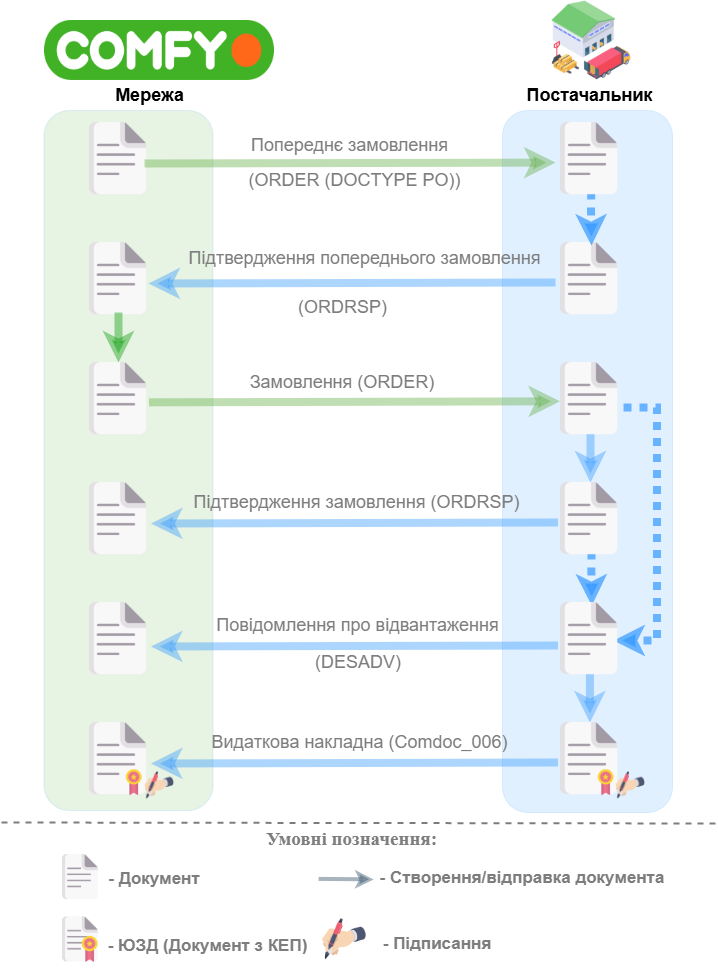 COMFY
Мережа
Постачальник
Попереднє замовлення
(ORDER (DOCTYPE PO))
Підтвердження попереднього замовлення
(ORDRSP)
Замовлення (ORDER)
Підтвердження замовлення (ORDRSP)
Повідомлення про відвантаження
(DESADV)
Видаткова накладна (Comdoc_006)
Умовні позначення:
- Документ
- Створення/відправка документа
- ЮЗД (Документ з КЕП)
- Підписання